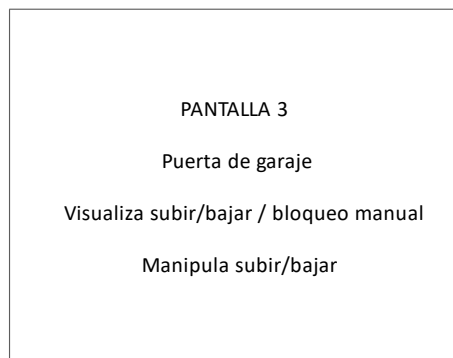 PANTALLA 3
Puerta de garaje
Visualiza subir/bajar / bloqueo manual
Manipula subir/bajar